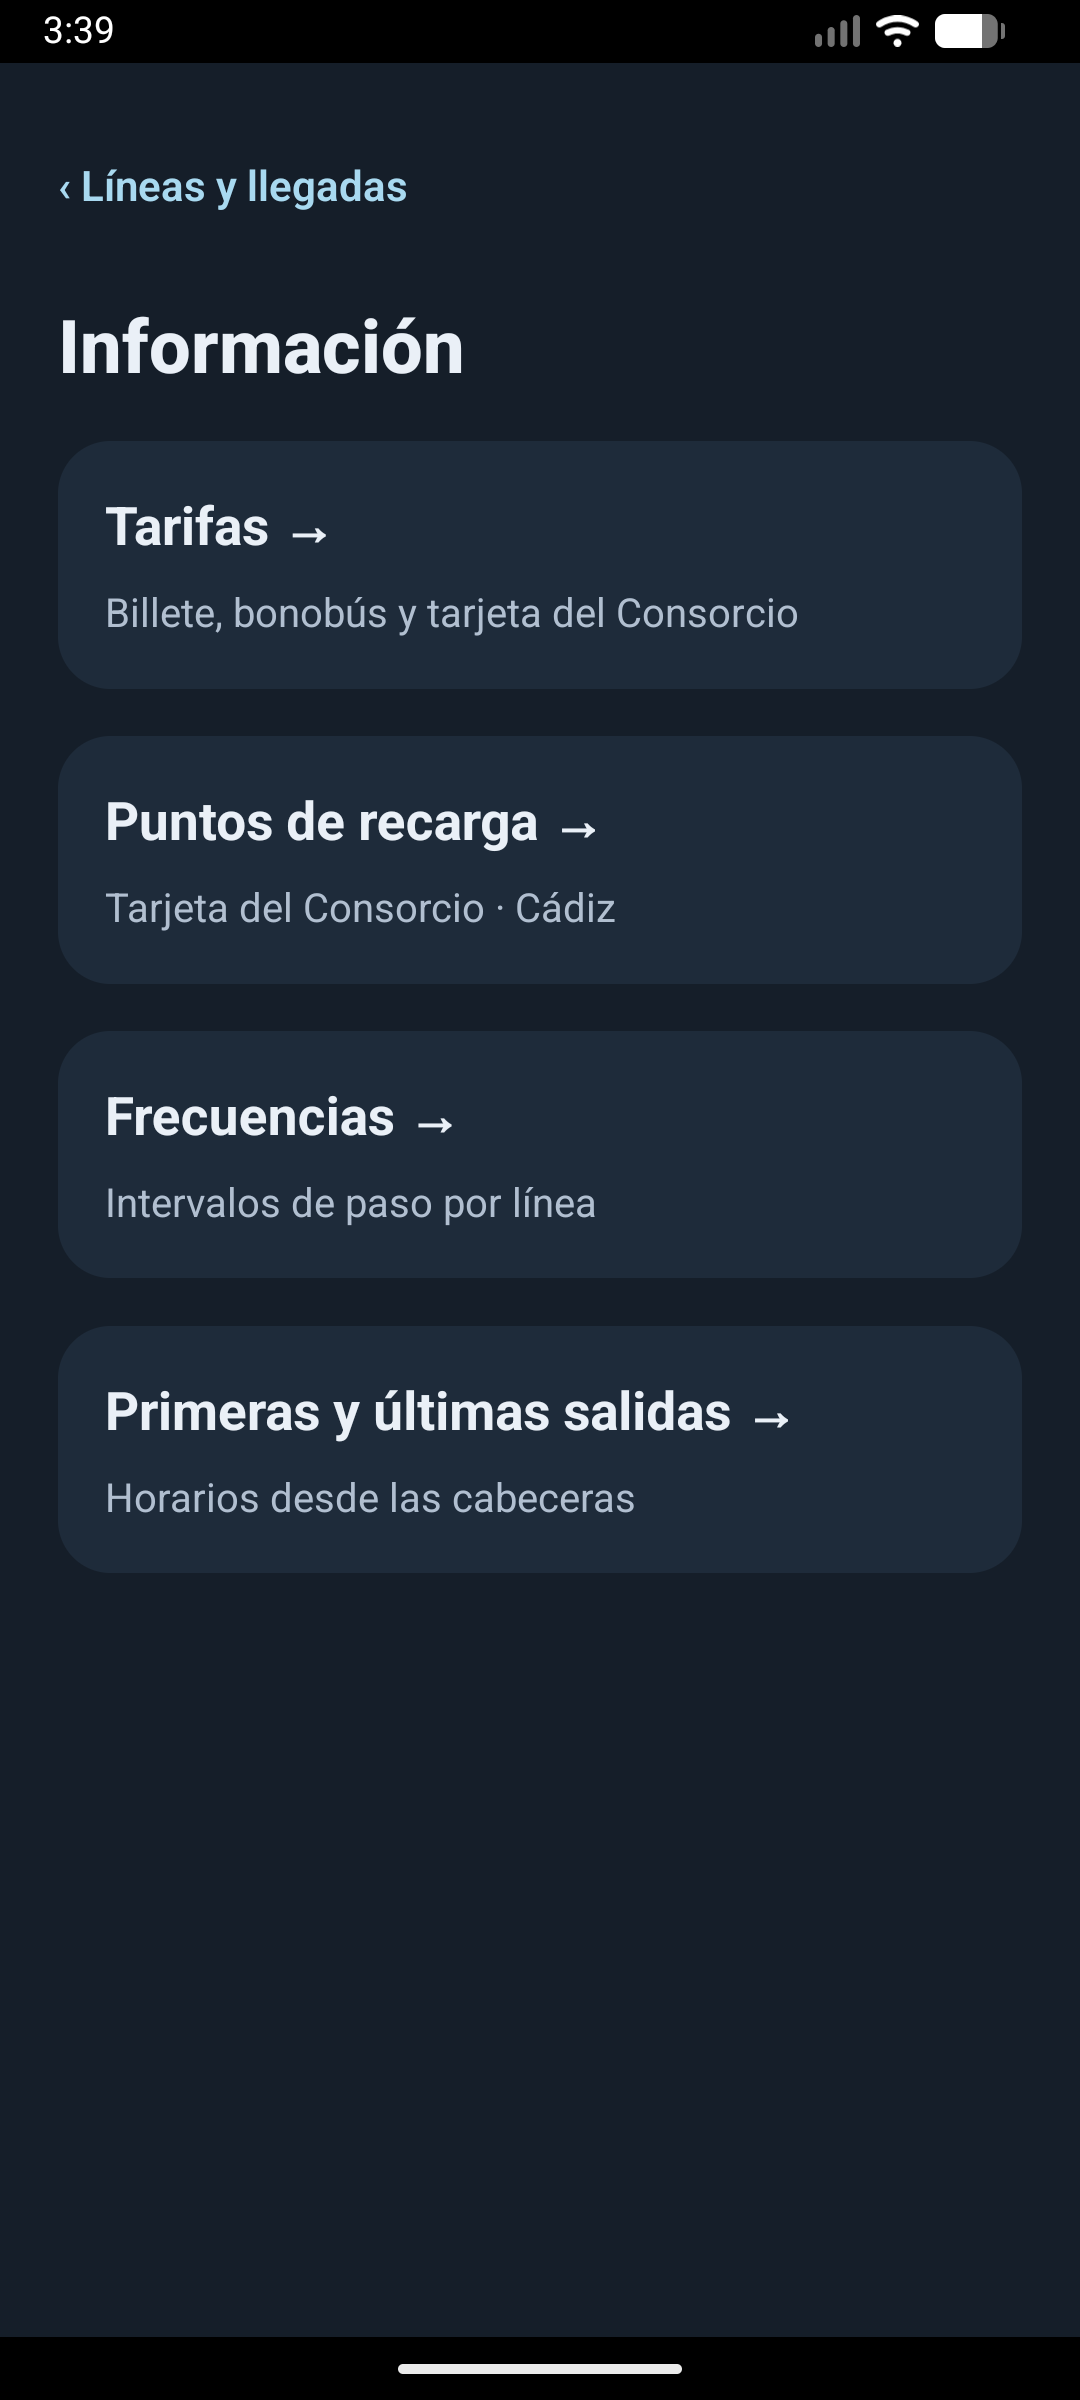 3:39
‹ Líneas y llegadas
Información
Tarifas →
Billete, bonobús y tarjeta del Consorcio
Puntos de recarga →
Tarjeta del Consorcio · Cádiz
Frecuencias →
Intervalos de paso por línea
Primeras y últimas salidas →
Horarios desde las cabeceras